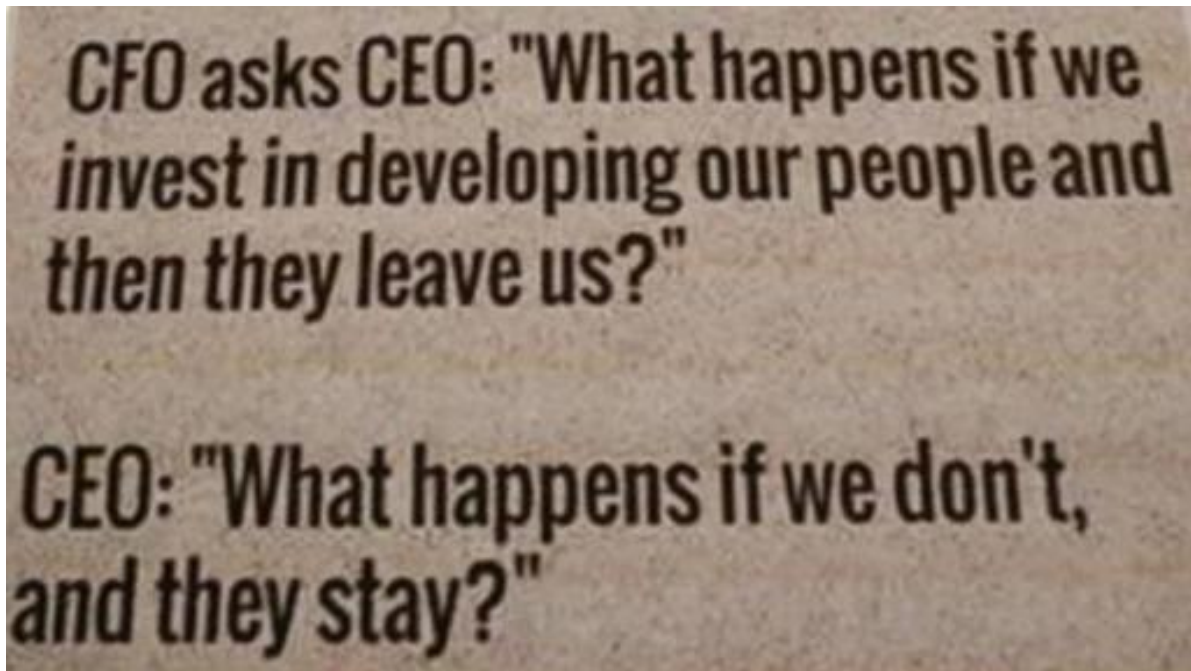 CFO asks CEO: "What happens if we
invest in developing our people and
then they leave us?"
CEO: "What happens if we don't,
and they stay?"